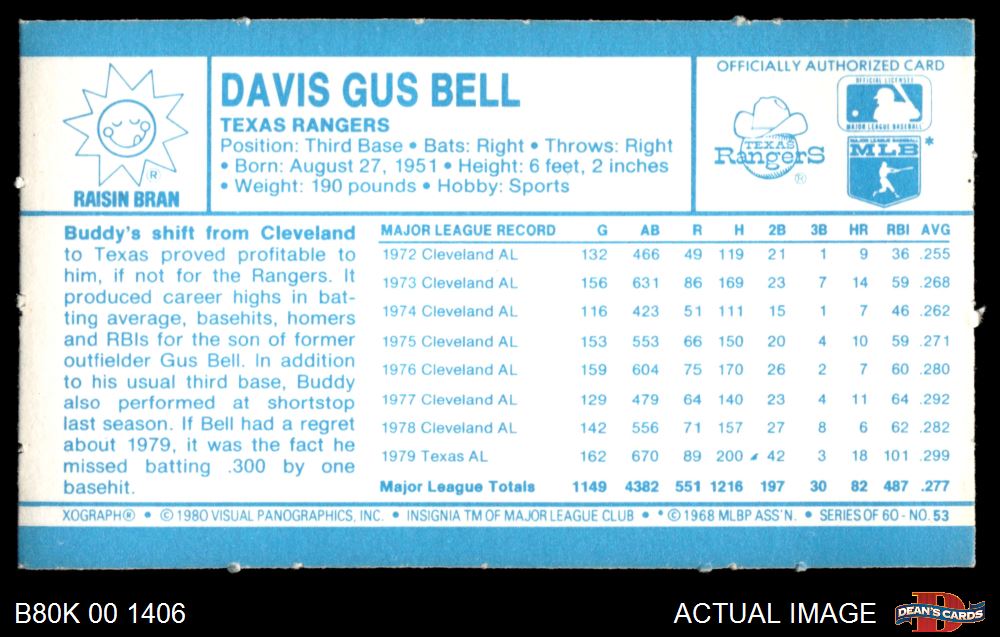 RAISIN BRAN
®
DAVIS GUS BELL
TEXAS RANGERS
Position: Third Base • Bats: Right • Throws: Right
• Born: August 27, 1951 • Height: 6 feet, 2 inches
• Weight: 190 pounds • Hobby: Sports
OFFICIALLY AUTHORIZED CARD
TEXAS
RangerS
®
OFFICIAL LICENSEE
MAJOR LEAGUE BASEBALL
MAJOR LEAGUE BASEBALL
MLB *
Buddy's shift from Cleveland
to Texas proved profitable to
him, if not for the Rangers. It
produced career highs in bat-
ting average, basehits, homers
and RBIs for the son of former
outfielder Gus Bell. In addition
to his usual third base, Buddy
also performed at shortstop
last season. If Bell had a regret
about 1979, it was the fact he
missed batting .300 by one
basehit.
MAJOR LEAGUE RECORD G AB R H 2B 3B HR RBI AVG
1972 Cleveland AL 132 466 49 119 21 1 9 36 .255
1973 Cleveland AL 156 631 86 169 23 7 14 59 .268
1974 Cleveland AL 116 423 51 111 15 1 7 46 .262
1975 Cleveland AL 153 553 66 150 20 4 10 59 .271
1976 Cleveland AL 159 604 75 170 26 2 7 60 .280
1977 Cleveland AL 129 479 64 140 23 4 11 64 .292
1978 Cleveland AL 142 556 71 157 27 8 6 62 .282
1979 Texas AL 162 670 89 200 42 3 18 101 .299
Major League Totals 1149 4382 551 1216 197 30 82 487 .277
XOGRAPH® • © 1980 VISUAL PANOGRAPHICS, INC. • INSIGNIA TM OF MAJOR LEAGUE CLUB • * © 1968 MLBP ASS'N. • SERIES OF 60 - NO. 53
B80K 00 1406
ACTUAL IMAGE
D
DEAN'S CARDS